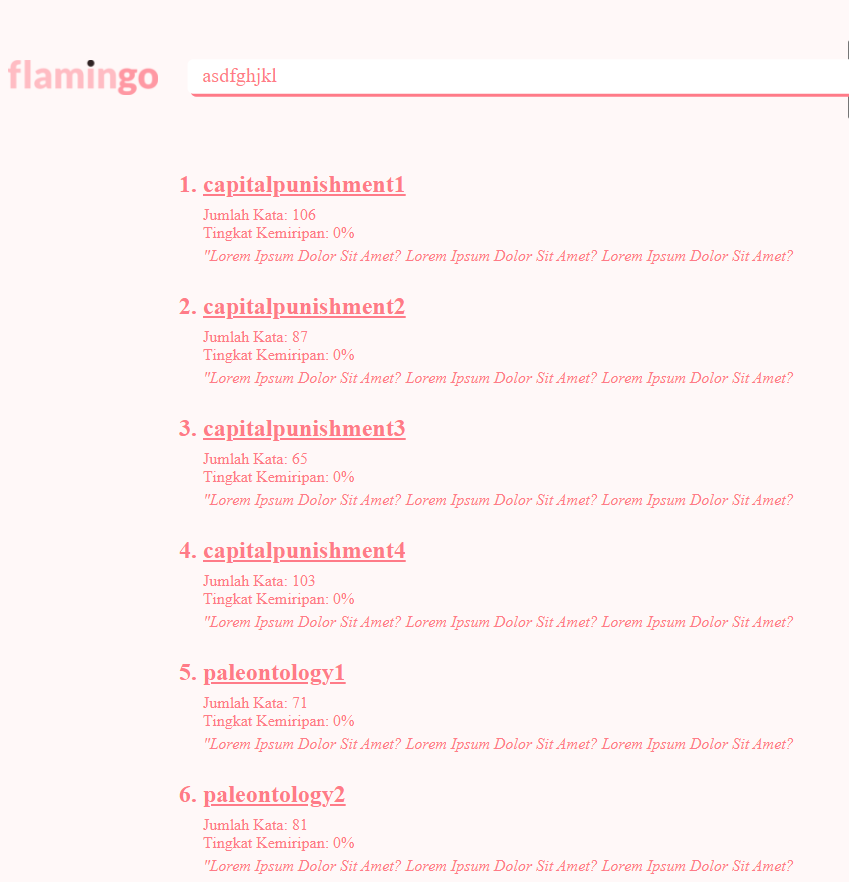 flamingo
asdfghjkl
1. capitalpunishment1
Jumlah Kata: 106
Tingkat Kemiripan: 0%
"Lorem Ipsum Dolor Sit Amet? Lorem Ipsum Dolor Sit Amet? Lorem Ipsum Dolor Sit Amet?
2. capitalpunishment2
Jumlah Kata: 87
Tingkat Kemiripan: 0%
"Lorem Ipsum Dolor Sit Amet? Lorem Ipsum Dolor Sit Amet? Lorem Ipsum Dolor Sit Amet?
3. capitalpunishment3
Jumlah Kata: 65
Tingkat Kemiripan: 0%
"Lorem Ipsum Dolor Sit Amet? Lorem Ipsum Dolor Sit Amet? Lorem Ipsum Dolor Sit Amet?
4. capitalpunishment4
Jumlah Kata: 103
Tingkat Kemiripan: 0%
"Lorem Ipsum Dolor Sit Amet? Lorem Ipsum Dolor Sit Amet? Lorem Ipsum Dolor Sit Amet?
5. paleontology1
Jumlah Kata: 71
Tingkat Kemiripan: 0%
"Lorem Ipsum Dolor Sit Amet? Lorem Ipsum Dolor Sit Amet? Lorem Ipsum Dolor Sit Amet?
6. paleontology2
Jumlah Kata: 81
Tingkat Kemiripan: 0%
"Lorem Ipsum Dolor Sit Amet? Lorem Ipsum Dolor Sit Amet? Lorem Ipsum Dolor Sit Amet?